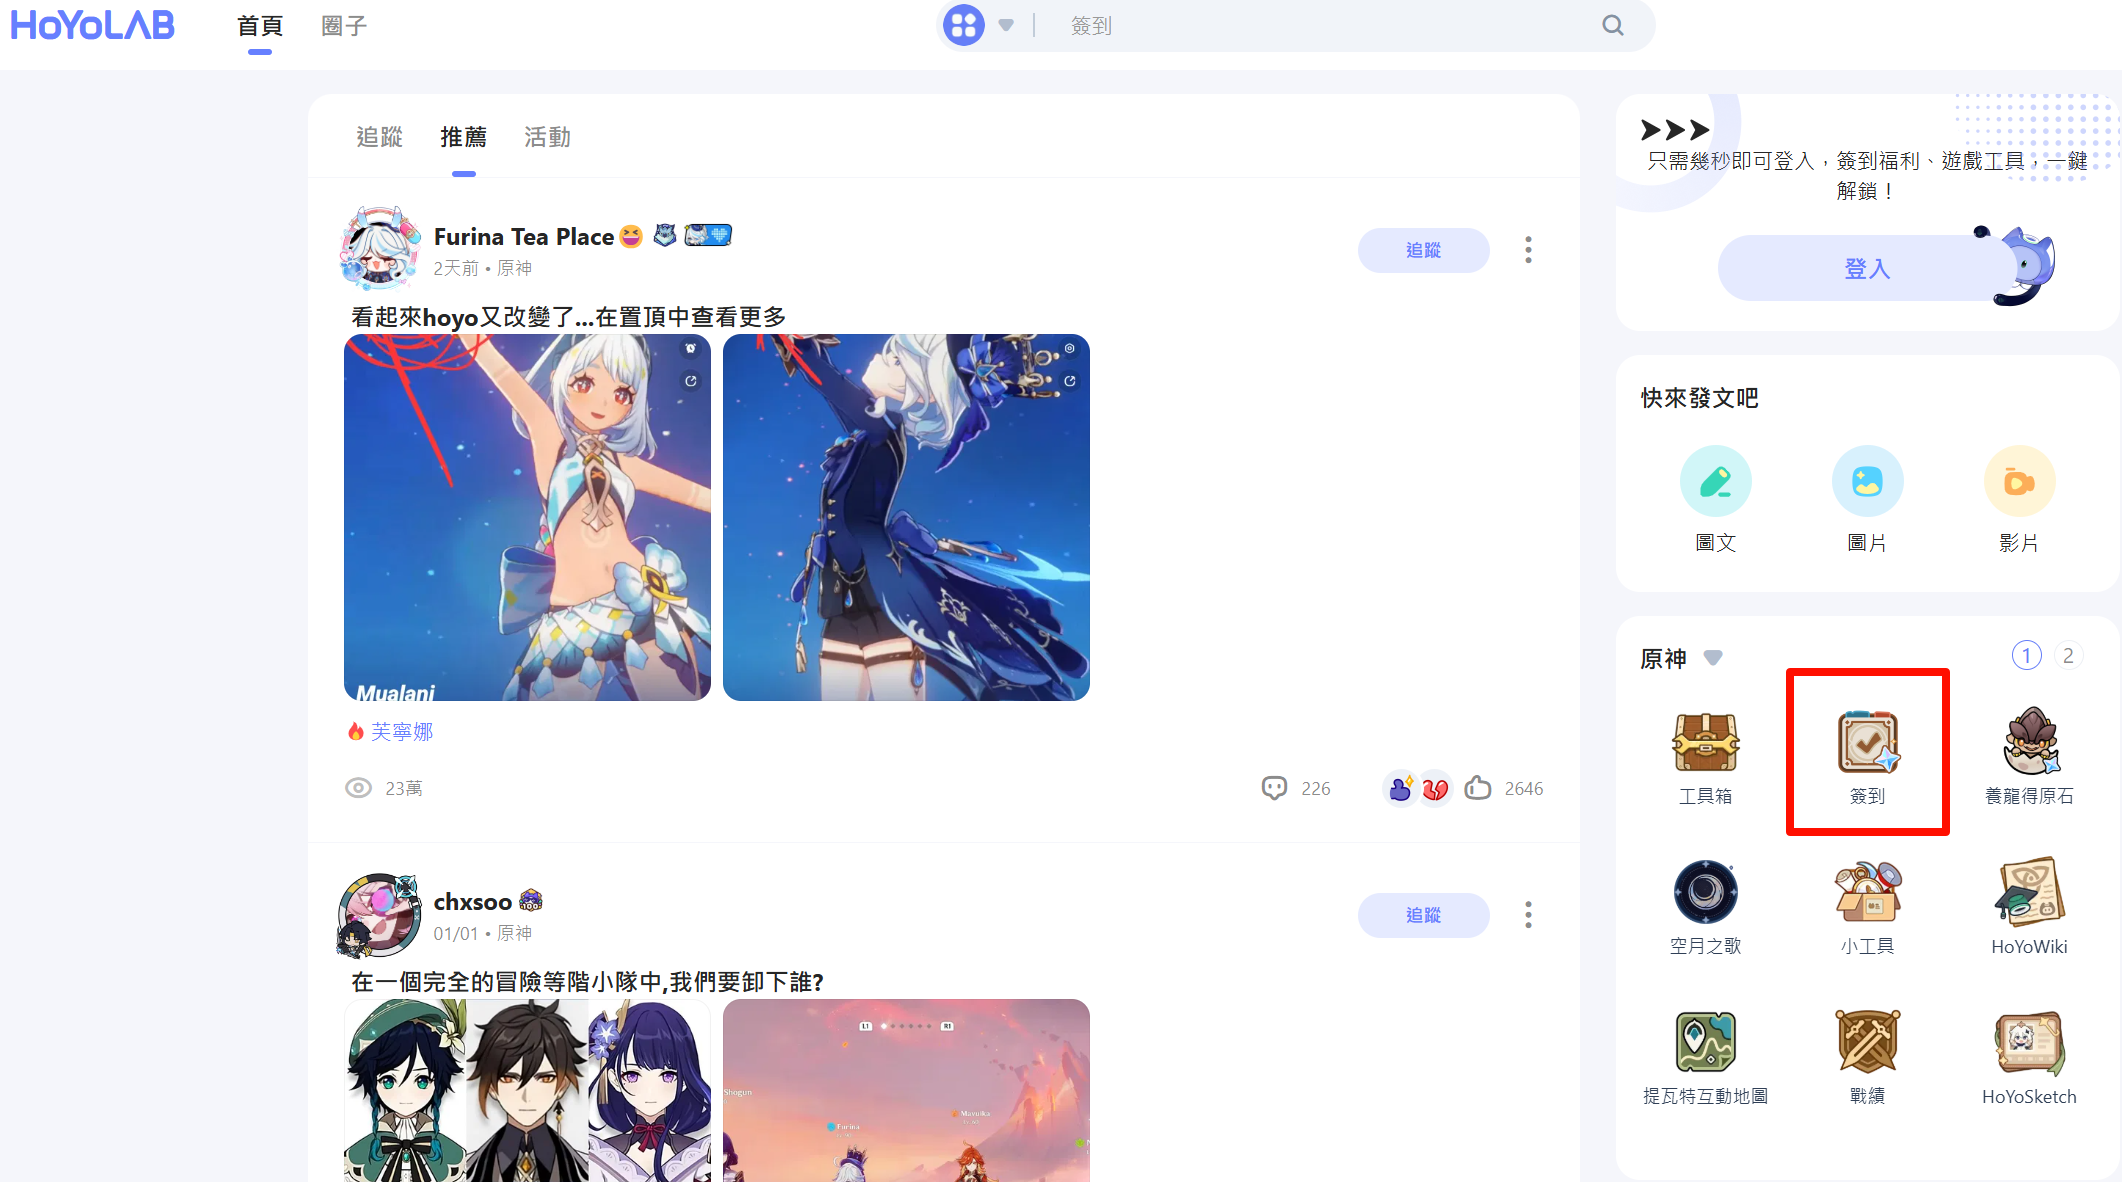 HoYoLAB
首頁
圈子
簽到
追蹤
推薦
活動
Furina Tea Place
2天前 • 原神
追蹤
看起來hoyo又改變了...在置頂中查看更多
Mualani
芙寧娜
23萬
226
2646
chxsoo
01/01 • 原神
追蹤
在一個完全的冒險等階小隊中,我們要卸下誰?
L1
R1
Shogun
Furina
Mavuika
只需幾秒即可登入，簽到福利、遊戲工具，一鍵
解鎖！
登入
快來發文吧
圖文
圖片
影片
原神
1
2
工具箱
簽到
養龍得原石
空月之歌
小工具
HoYoWiki
提瓦特互動地圖
戰績
HoYoSketch